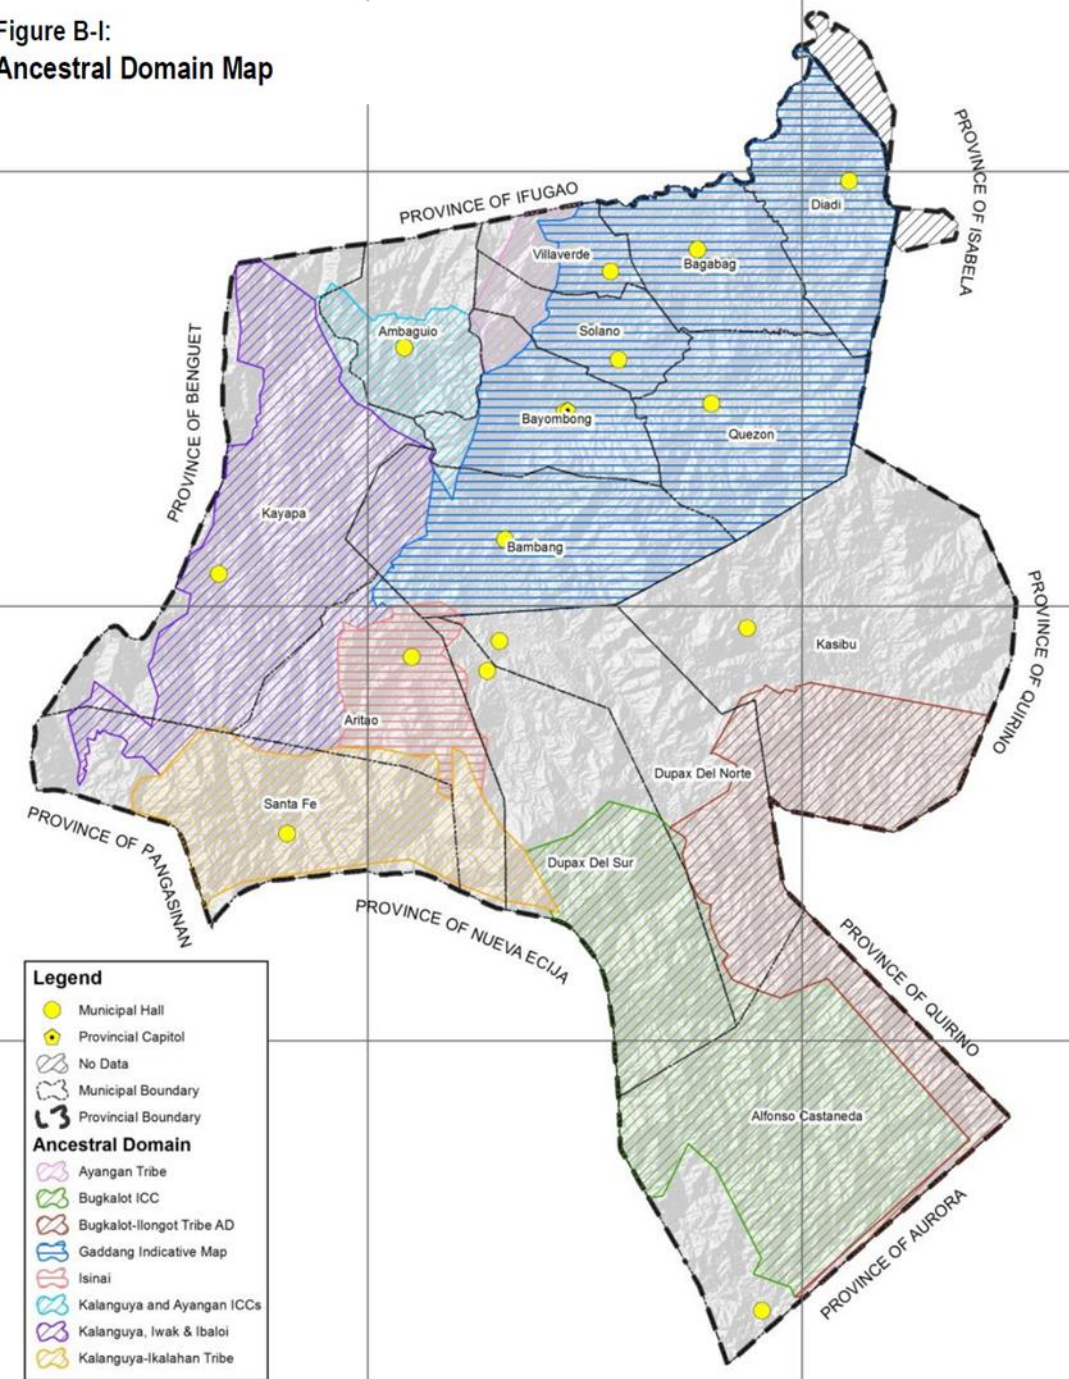 Figure B-I:
Ancestral Domain Map
PROVINCE OF ISABELA
PROVINCE OF IFUGAO
Diadi
Villaverde
Bagabag
Ambaguio
Solano
PROVINCE OF BENGUET
Bayombong
Quezon
Kayapa
Bambang
PROVINCE OF QUIRINO
Kasibu
Aritao
Dupax Del Norte
Santa Fe
PROVINCE OF PANGASINAN
Dupax Del Sur
PROVINCE OF NUEVA ECIJA
PROVINCE OF QUIRINO
Alfonso Castaneda
PROVINCE OF AURORA
Legend
Municipal Hall
Provincial Capitol
No Data
Municipal Boundary
Provincial Boundary
Ancestral Domain
Ayangan Tribe
Bugkalot ICC
Bugkalot-Ilongot Tribe AD
Gaddang Indicative Map
Isinai
Kalanguya and Ayangan ICCs
Kalanguya, Iwak & Ibaloi
Kalanguya-Ikalahan Tribe